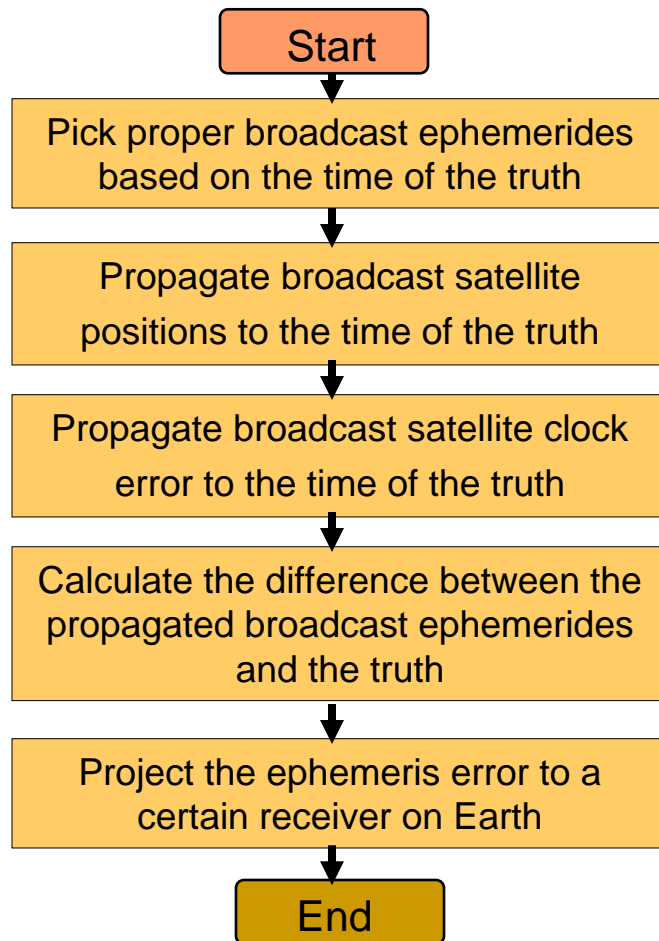 Start
Pick proper broadcast ephemerides
based on the time of the truth
Propagate broadcast satellite
positions to the time of the truth
Propagate broadcast satellite clock
error to the time of the truth
Calculate the difference between the
propagated broadcast ephemerides
and the truth
Project the ephemeris error to a
certain receiver on Earth
End